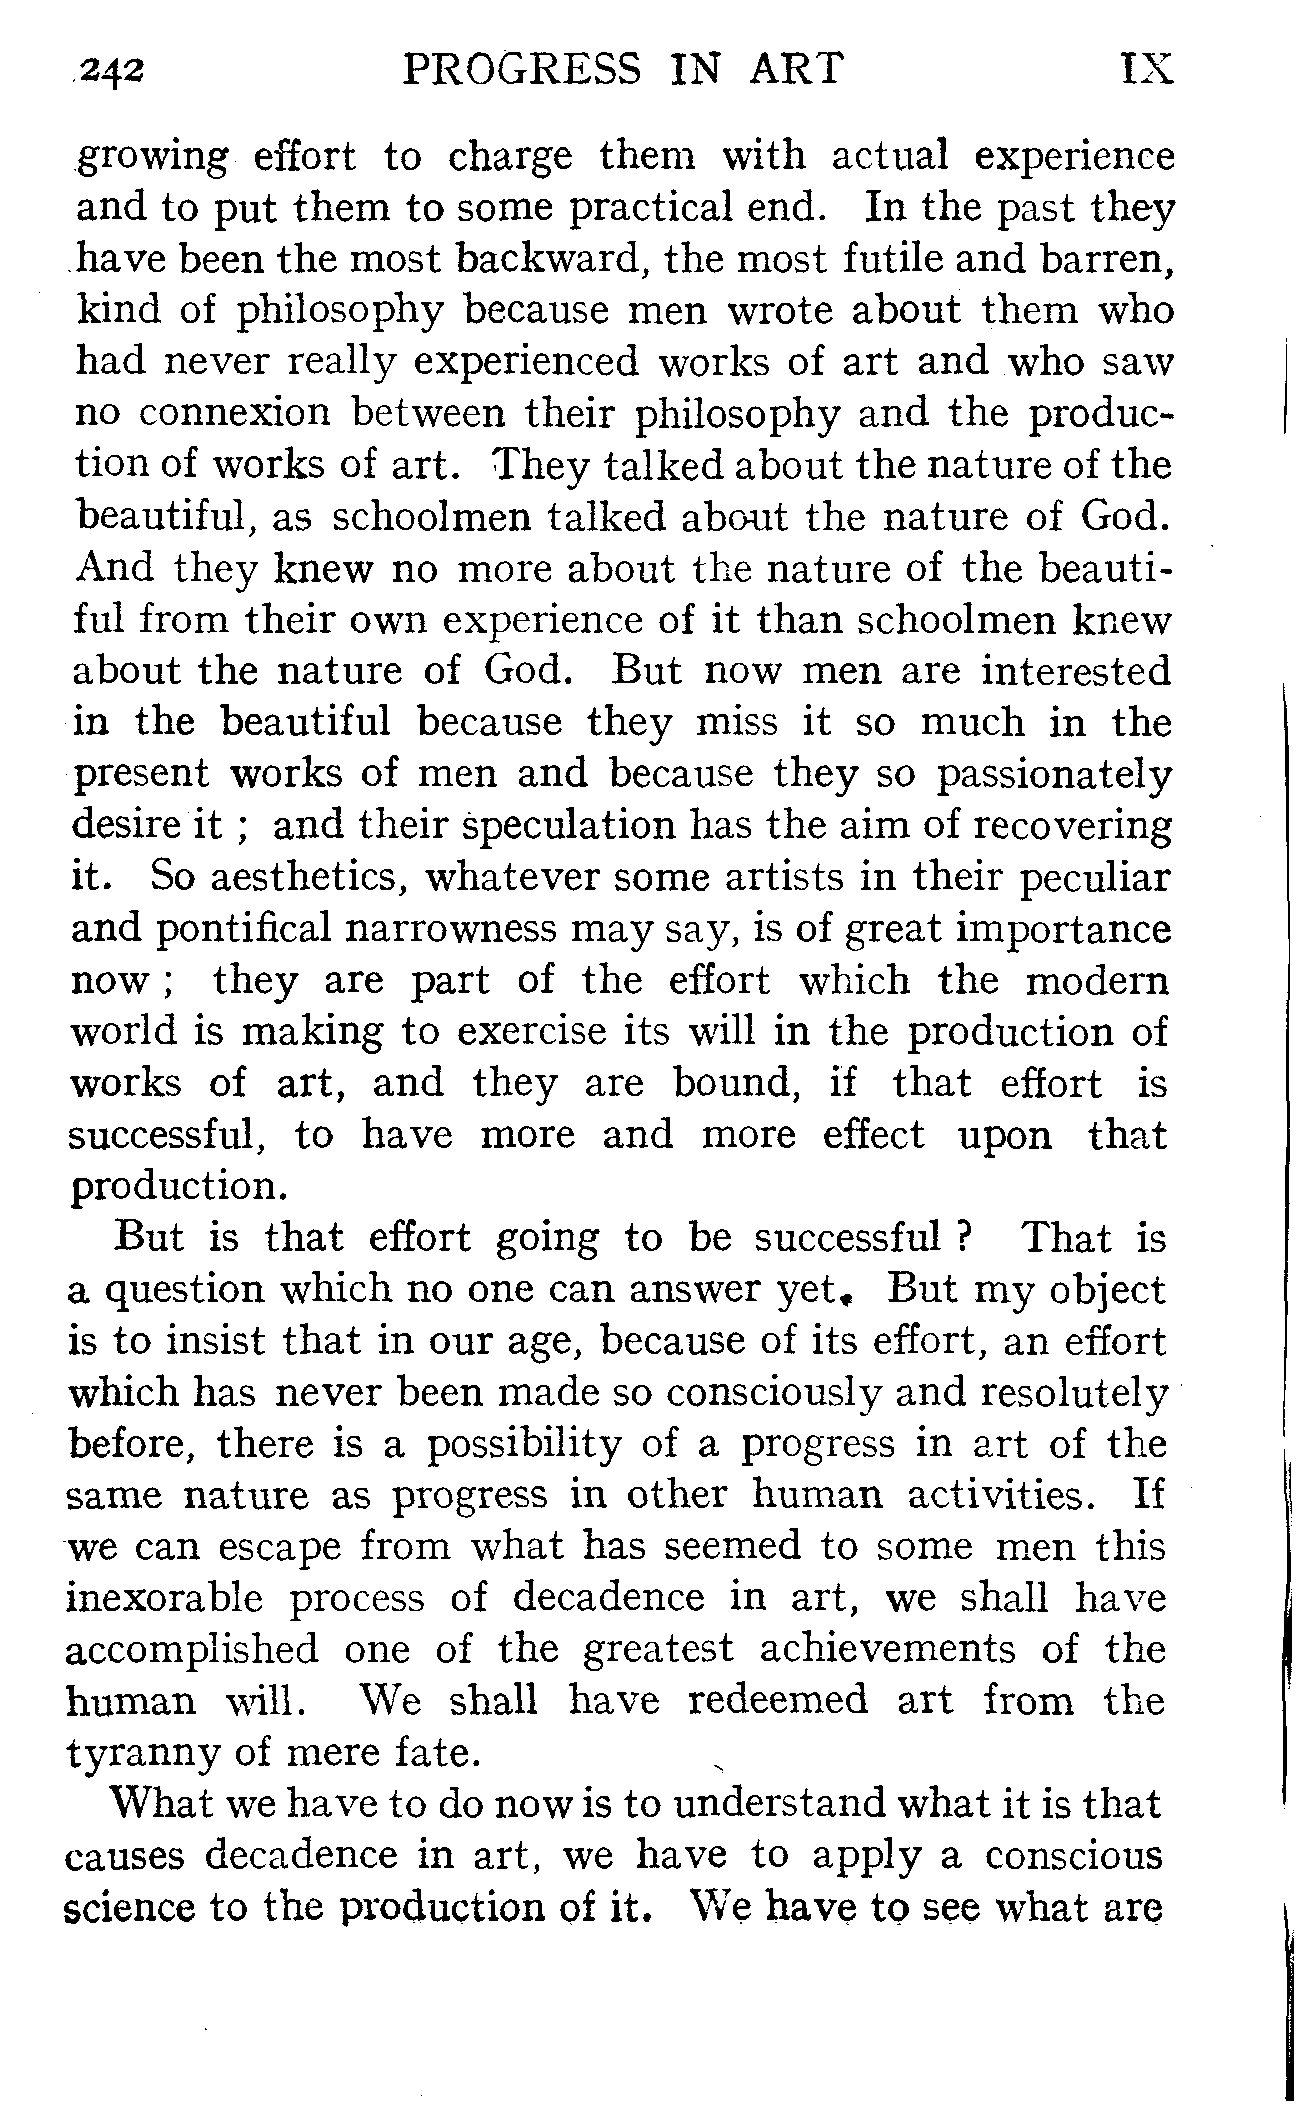 242 PROGRESS IN ART IX
growing effort to charge them with actual experience
and to put them to some practical end. In the past they
have been the most backward, the most futile and barren,
kind of philosophy because men wrote about them who
had never really experienced works of art and who saw
no connexion between their philosophy and the produc-
tion of works of art. They talked about the nature of the
beautiful, as schoolmen talked about the nature of God.
And they knew no more about the nature of the beauti-
ful from their own experience of it than schoolmen knew
about the nature of God. But now men are interested
in the beautiful because they miss it so much in the
present works of men and because they so passionately
desire it ; and their speculation has the aim of recovering
it. So aesthetics, whatever some artists in their peculiar
and pontifical narrowness may say, is of great importance
now ; they are part of the effort which the modern
world is making to exercise its will in the production of
works of art, and they are bound, if that effort is
successful, to have more and more effect upon that
production.
But is that effort going to be successful ? That is
a question which no one can answer yet. But my object
is to insist that in our age, because of its effort, an effort
which has never been made so consciously and resolutely
before, there is a possibility of a progress in art of the
same nature as progress in other human activities. If
we can escape from what has seemed to some men this
inexorable process of decadence in art, we shall have
accomplished one of the greatest achievements of the
human will. We shall have redeemed art from the
tyranny of mere fate.
What we have to do now is to understand what it is that
causes decadence in art, we have to apply a conscious
science to the production of it. We have to see what are